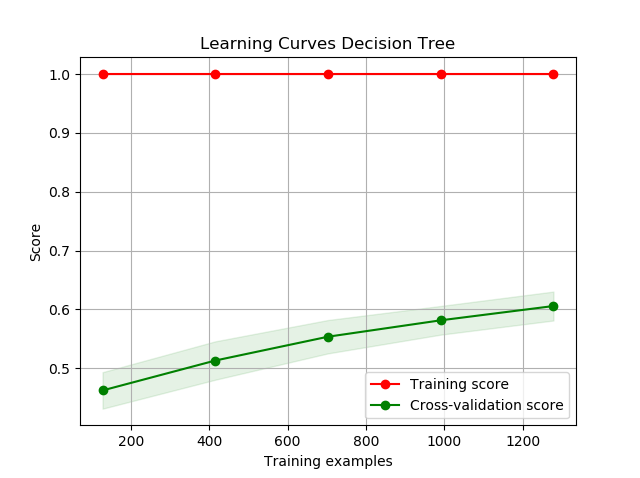 Learning Curves Decision Tree
1.0
0.9
0.8
0.7
0.6
0.5
Score
200
400
600
800
1000
1200
Training examples
Training score
Cross-validation score